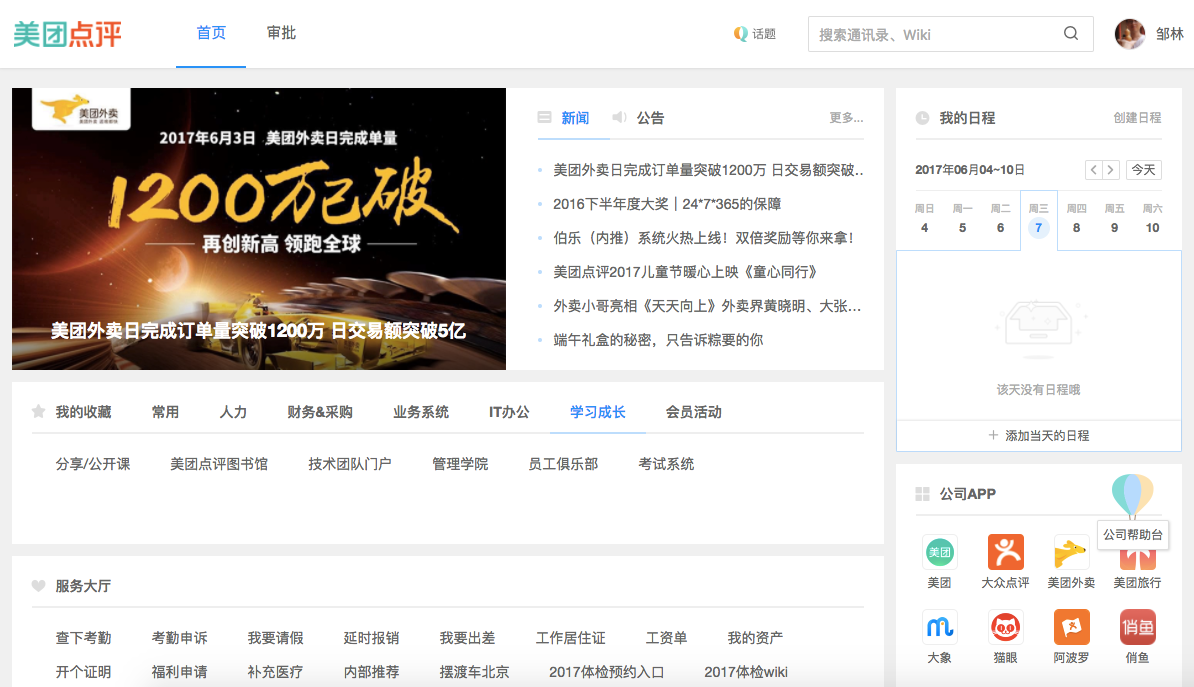 美团点评
首页 审批
话题
搜索通讯录、Wiki
邹林
美团外卖
2017年6月3日 美团外卖日完成单量
1200万已破
再创新高 领跑全球
美团外卖日完成订单量突破1200万 日交易额突破5亿
新闻 公告 更多...
美团外卖日完成订单量突破1200万 日交易额突破..
2016下半年度大奖｜24*7*365的保障
伯乐（内推）系统火热上线！双倍奖励等你来拿！
美团点评2017儿童节暖心上映《童心同行》
外卖小哥亮相《天天向上》外卖界黄晓明、大张...
端午礼盒的秘密，只告诉粽要的你
我的日程 创建日程
2017年06月04~10日 今天
周日 周一 周二 周三 周四 周五 周六
4 5 6 7 8 9 10
该天没有日程哦
+ 添加当天的日程
我的收藏 常用 人力 财务&采购 业务系统 IT办公 学习成长 会员活动
分享/公开课 美团点评图书馆 技术团队门户 管理学院 员工俱乐部 考试系统
公司APP
公司帮助台
美团
美团 大众点评 美团外卖 美团旅行
俏鱼
大象 猫眼 阿波罗 俏鱼
服务大厅
查下考勤 考勤申诉 我要请假 延时报销 我要出差 工作居住证 工资单 我的资产
开个证明 福利申请 补充医疗 内部推荐 摆渡车北京 2017体检预约入口 2017体检wiki